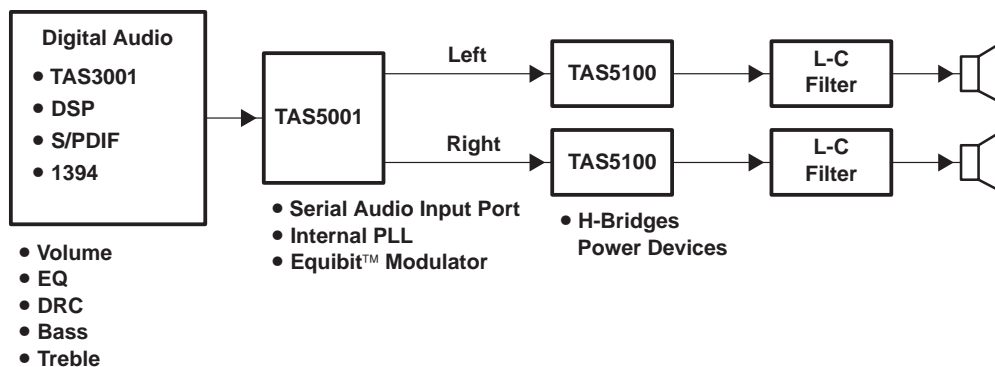 Digital Audio
• TAS3001
• DSP
• S/PDIF
• 1394
• Volume
• EQ
• DRC
• Bass
• Treble
TAS5001
• Serial Audio Input Port
• Internal PLL
• Equibit™ Modulator
Left
Right
TAS5100
TAS5100
• H-Bridges
Power Devices
L-C
Filter
L-C
Filter